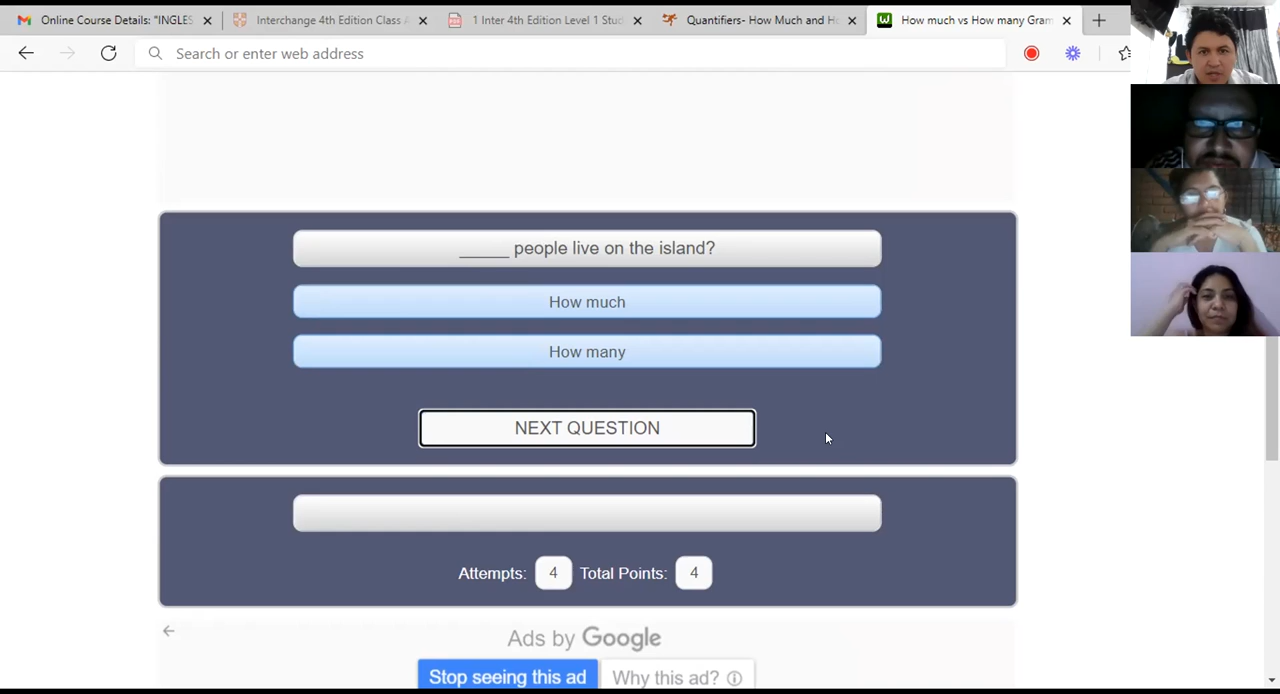 Online Course Details: "INGLES
Interchange 4th Edition Class A
1 Inter 4th Edition Level 1 Stud
Quantifiers- How Much and H
How much vs How many Gram
Search or enter web address
_____ people live on the island?
How much
How many
NEXT QUESTION
Attempts: 4 Total Points: 4
Ads by Google
Stop seeing this ad
Why this ad?